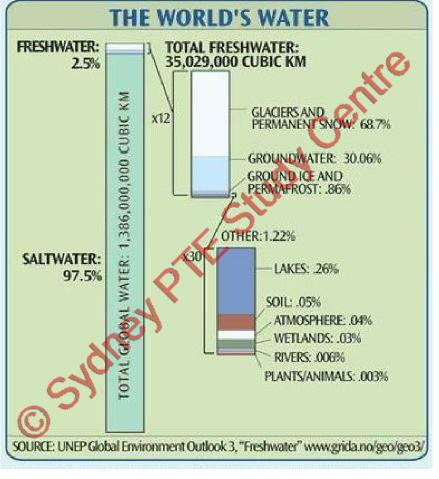 THE WORLD'S WATER
FRESHWATER:
2.5%
TOTAL FRESHWATER:
35,029,000 CUBIC KM
x12
GLACIERS AND
PERMANENT SNOW: 68.7%
GROUNDWATER: 30.06%
GROUND ICE AND
PERMAFROST: .86%
TOTAL GLOBAL WATER: 1,386,000,000 CUBIC KM
SALTWATER:
97.5%
OTHER:1.22%
x30
LAKES: .26%
SOIL: .05%
ATMOSPHERE: .04%
WETLANDS: .03%
RIVERS: .006%
PLANTS/ANIMALS: .003%
© Sydney PTE Study Centre
SOURCE: UNEP Global Environment Outlook 3, "Freshwater" www.grida.no/geo/geo3/